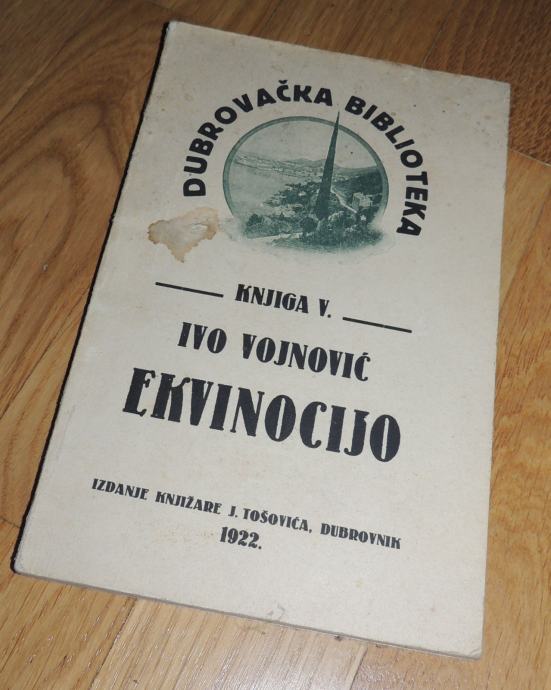 DUBROVAČKA BIBLIOTEKA
KNJIGA V.
IVO VOJNOVIĆ
EKVINOCIJO
IZDANJE KNJIŽARE J. TOŠOVIĆA, DUBROVNIK
1922.